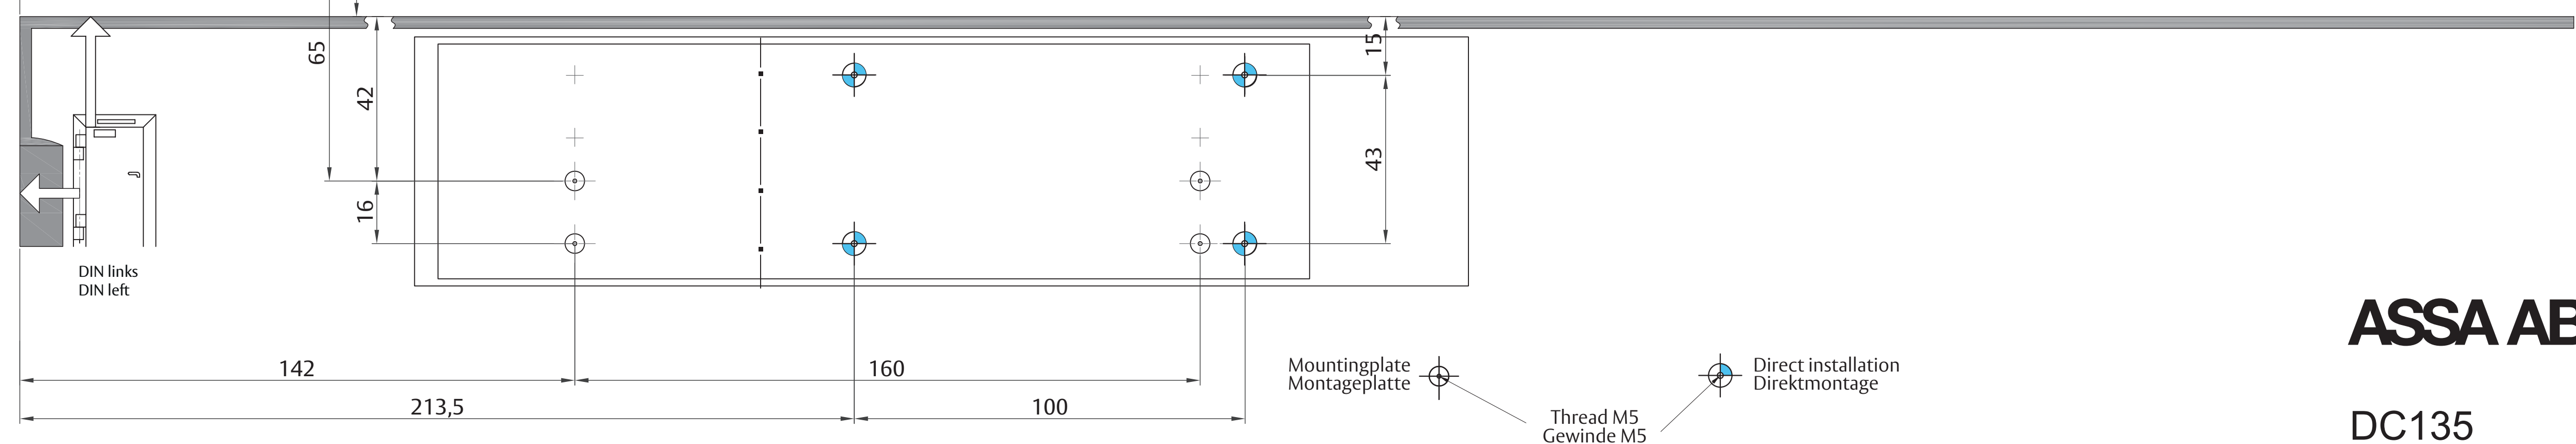 15
65
42
43
16
DIN links
DIN left
142
160
213,5
100
Mountingplate
Montageplatte
Direct installation
Direktmontage
Thread M5
Gewinde M5
ASSA AB
DC135